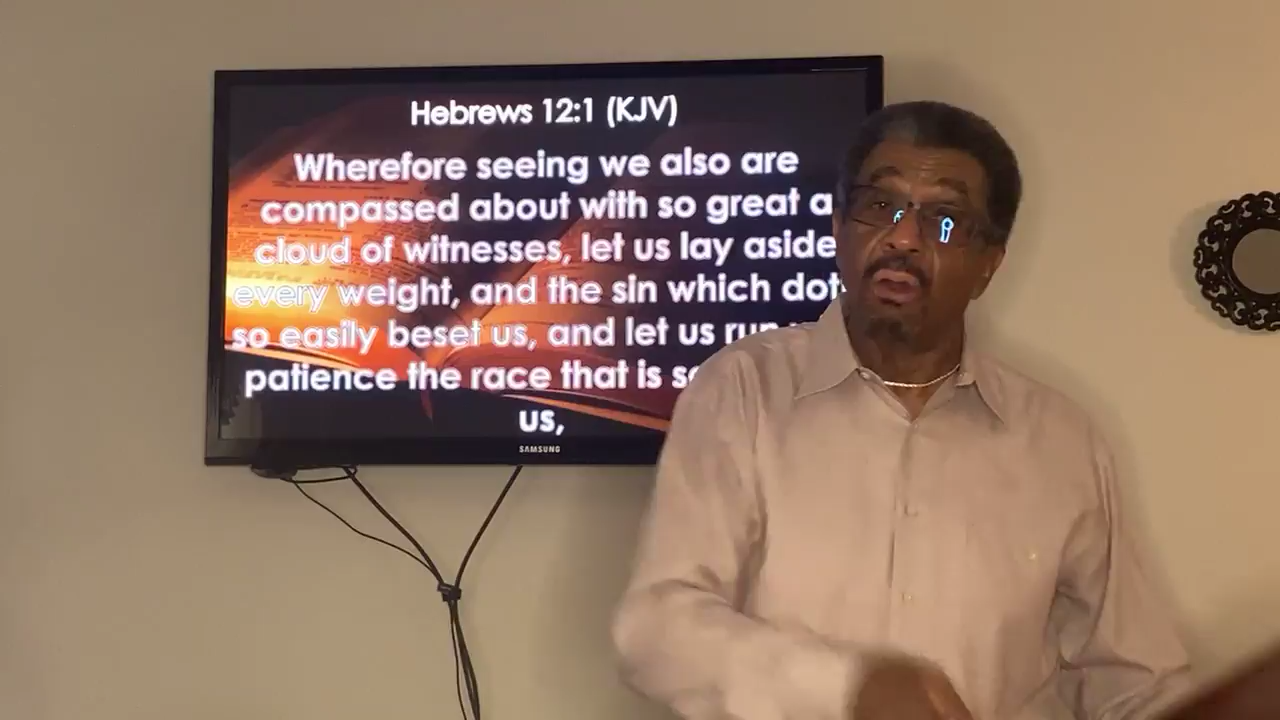 Hebrews 12:1 (KJV)
Wherefore seeing we also are
compassed about with so great a
cloud of witnesses, let us lay aside
every weight, and the sin which
so easily beset us, and let us run
patience the race that is
us,
SAMSUNG